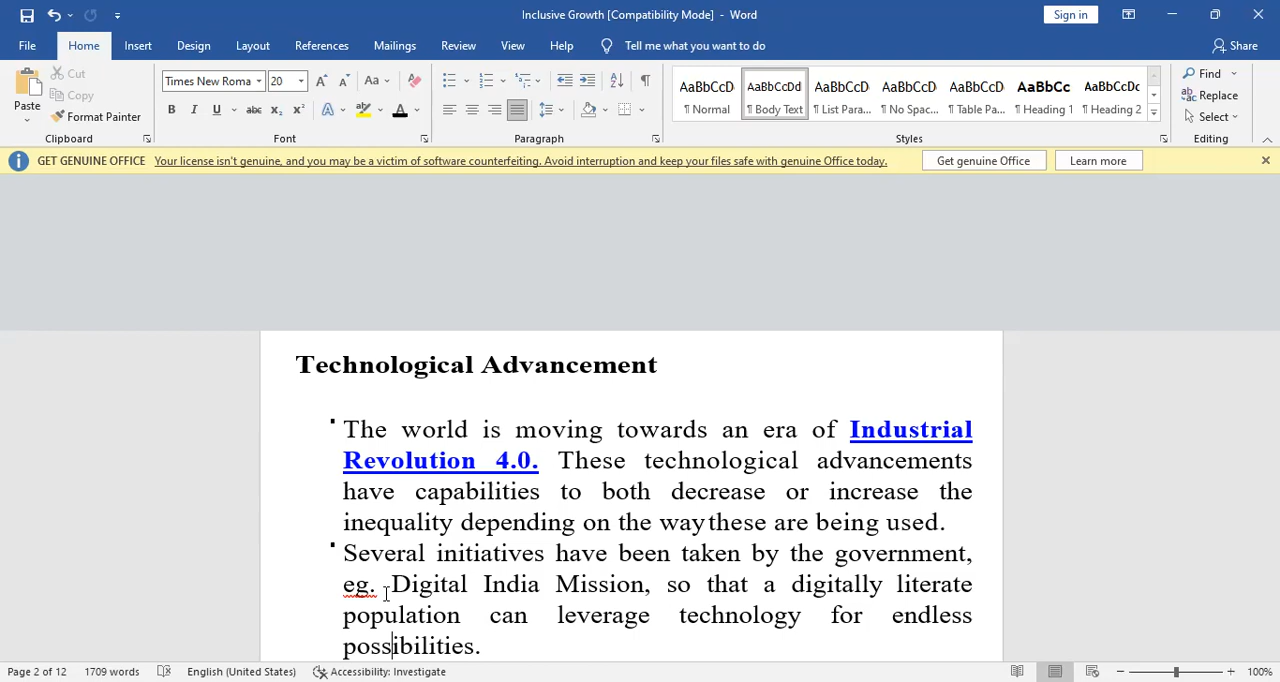 Inclusive Growth [Compatibility Mode] - Word
Sign in
File Home Insert Design Layout References Mailings Review View Help Tell me what you want to do Share
Paste
Cut
Copy
Format Painter
Clipboard
Times New Roma 20
Font
Paragraph
AaBbCcD AaBbCcDd AaBbCcD AaBbCcD AaBbCcD AaBbCc AaBbCcDc
¶ Normal ¶ Body Text ¶ List Para... ¶ No Spac... ¶ Table Pa... ¶ Heading 1 ¶ Heading 2
Styles
Find
Replace
Select
Editing
GET GENUINE OFFICE Your license isn't genuine, and you may be a victim of software counterfeiting. Avoid interruption and keep your files safe with genuine Office today. Get genuine Office Learn more
Technological Advancement
The world is moving towards an era of Industrial
Revolution 4.0. These technological advancements
have capabilities to both decrease or increase the
inequality depending on the way these are being used.
Several initiatives have been taken by the government,
eg. Digital India Mission, so that a digitally literate
population can leverage technology for endless
possibilities.
Page 2 of 12 1709 words English (United States) Accessibility: Investigate 100%